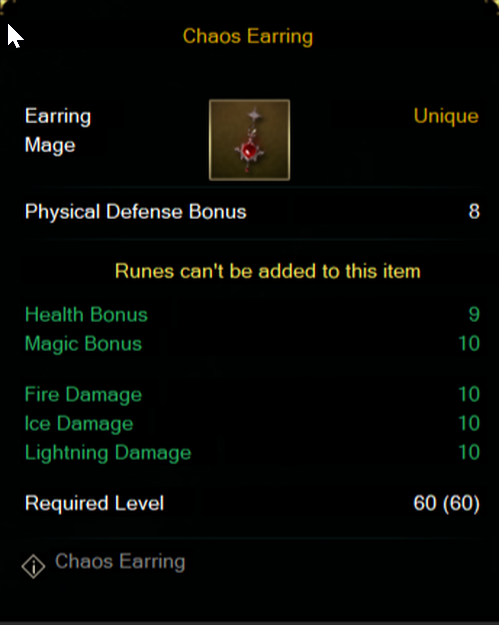 Chaos Earring
Earring Unique
Mage
Physical Defense Bonus 8
Runes can't be added to this item
Health Bonus 9
Magic Bonus 10
Fire Damage 10
Ice Damage 10
Lightning Damage 10
Required Level 60 (60)
Chaos Earring